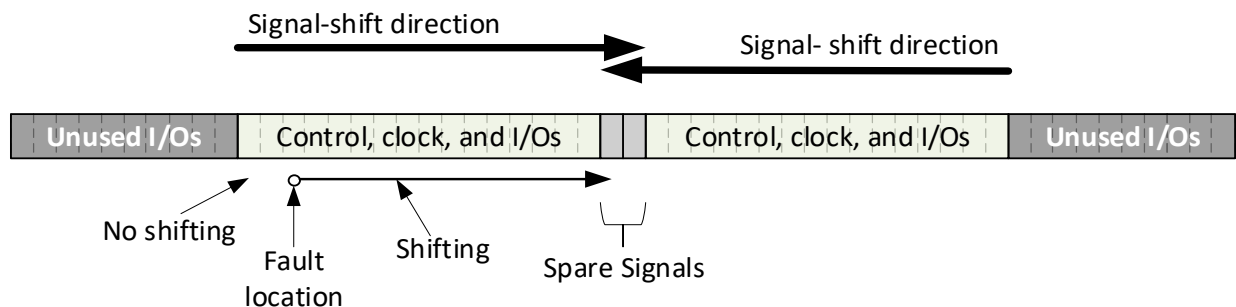 Signal-shift direction
Signal- shift direction
Unused I/Os
Control, clock, and I/Os
Control, clock, and I/Os
Unused I/Os
No shifting
Fault
location
Shifting
Spare Signals